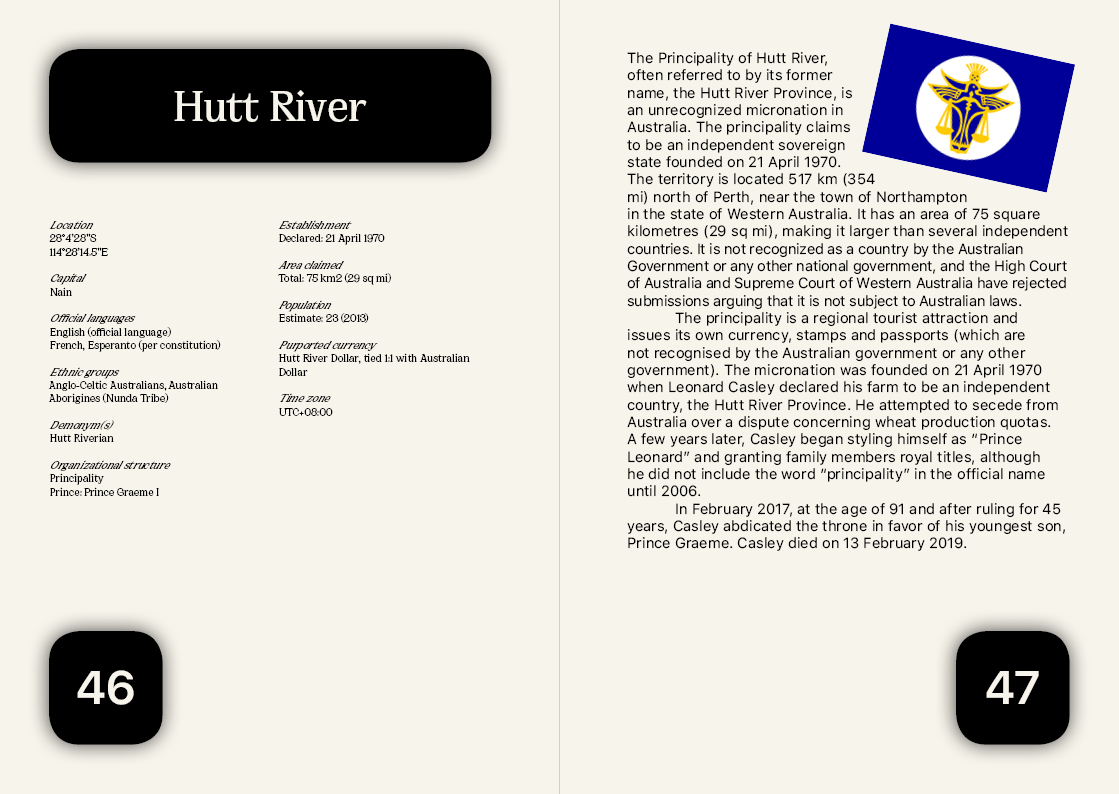 Hutt River
Location
28°4'28"S
114°28'14.5"E
Capital
Nain
Official languages
English (official language)
French, Esperanto (per constitution)
Ethnic groups
Anglo-Celtic Australians, Australian
Aborigines (Nunda Tribe)
Demonym(s)
Hutt Riverian
Organizational structure
Principality
Prince: Prince Graeme I
Establishment
Declared: 21 April 1970
Area claimed
Total: 75 km2 (29 sq mi)
Population
Estimate: 23 (2013)
Purported currency
Hutt River Dollar, tied 1:1 with Australian
Dollar
Time zone
UTC+08:00
46
The Principality of Hutt River,
often referred to by its former
name, the Hutt River Province, is
an unrecognized micronation in
Australia. The principality claims
to be an independent sovereign
state founded on 21 April 1970.
The territory is located 517 km (354
mi) north of Perth, near the town of Northampton
in the state of Western Australia. It has an area of 75 square
kilometres (29 sq mi), making it larger than several independent
countries. It is not recognized as a country by the Australian
Government or any other national government, and the High Court
of Australia and Supreme Court of Western Australia have rejected
submissions arguing that it is not subject to Australian laws.
The principality is a regional tourist attraction and
issues its own currency, stamps and passports (which are
not recognised by the Australian government or any other
government). The micronation was founded on 21 April 1970
when Leonard Casley declared his farm to be an independent
country, the Hutt River Province. He attempted to secede from
Australia over a dispute concerning wheat production quotas.
A few years later, Casley began styling himself as “Prince
Leonard” and granting family members royal titles, although
he did not include the word “principality” in the official name
until 2006.
In February 2017, at the age of 91 and after ruling for 45
years, Casley abdicated the throne in favor of his youngest son,
Prince Graeme. Casley died on 13 February 2019.
47